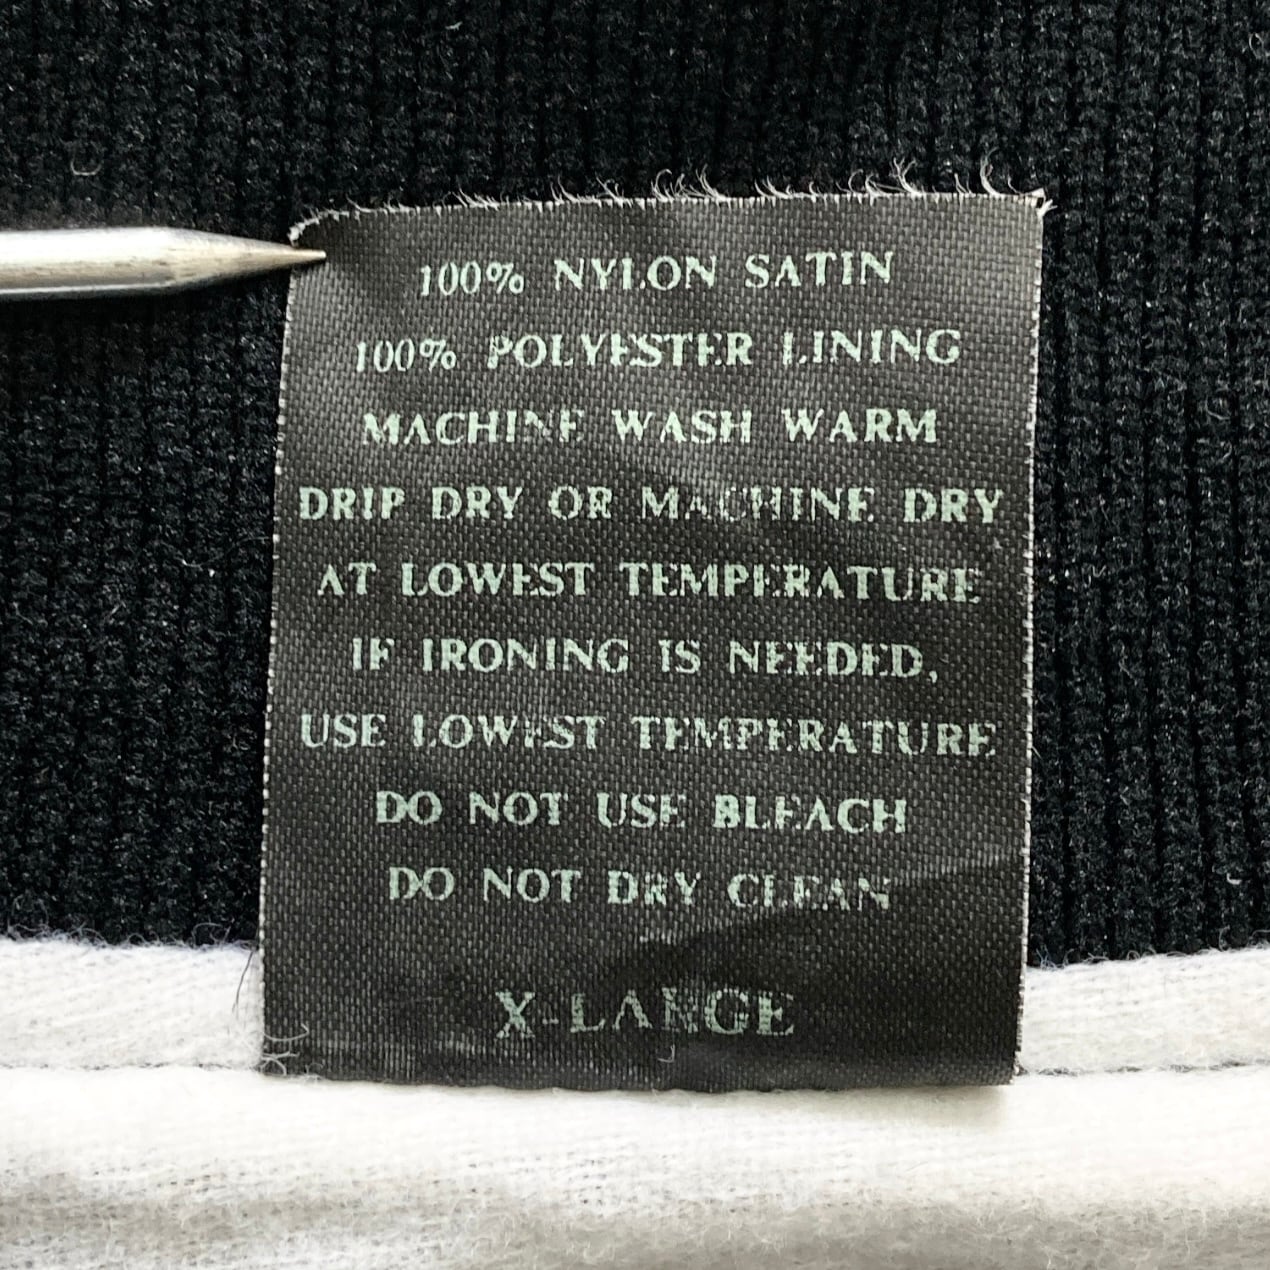 100% NYLON SATIN
100% POLYESTER LINING
MACHINE WASH WARM
DRIP DRY OR MACHINE DRY
AT LOWEST TEMPERATURE
IF IRONING IS NEEDED,
USE LOWEST TEMPERATURE
DO NOT USE BLEACH
DO NOT DRY CLEAN
X-LARGE